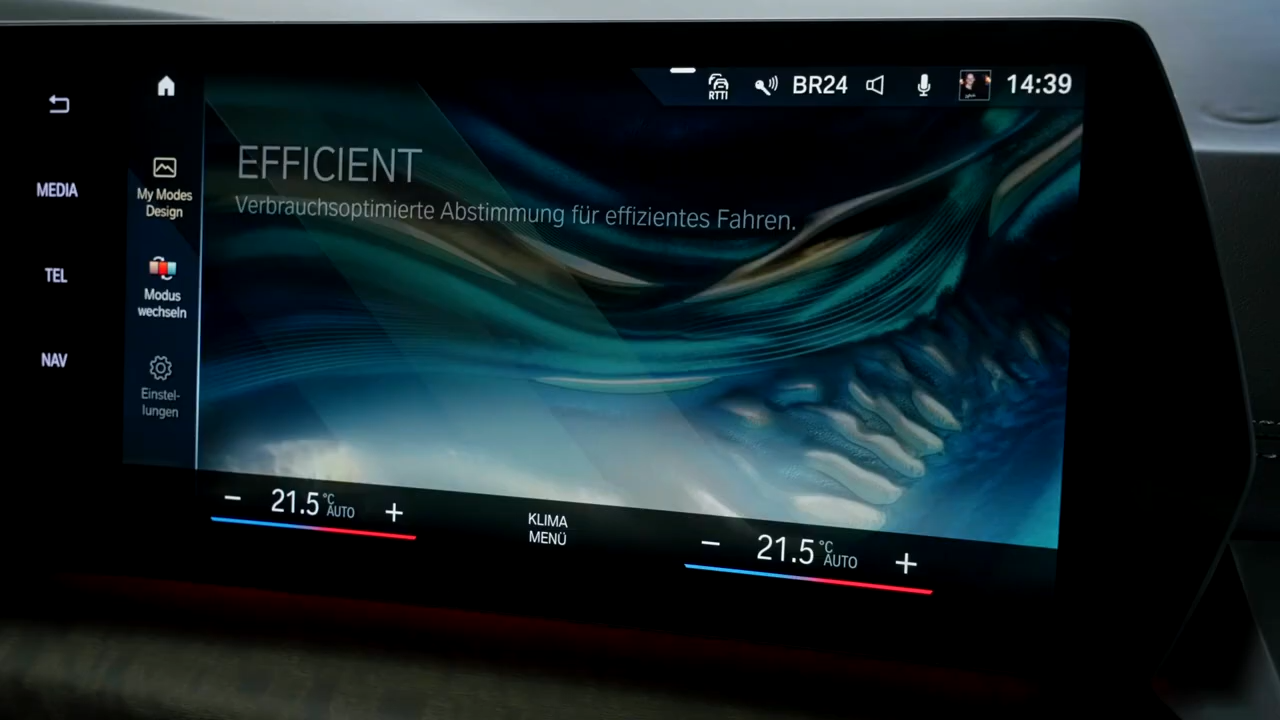 RTTI BR24 14:39
MEDIA
TEL
NAV
My Modes
Design
Modus
wechseln
Einstel-
lungen
EFFICIENT
Verbrauchsoptimierte Abstimmung für effizientes Fahren.
− 21.5 °C AUTO +
KLIMA
MENÜ
− 21.5 °C AUTO +